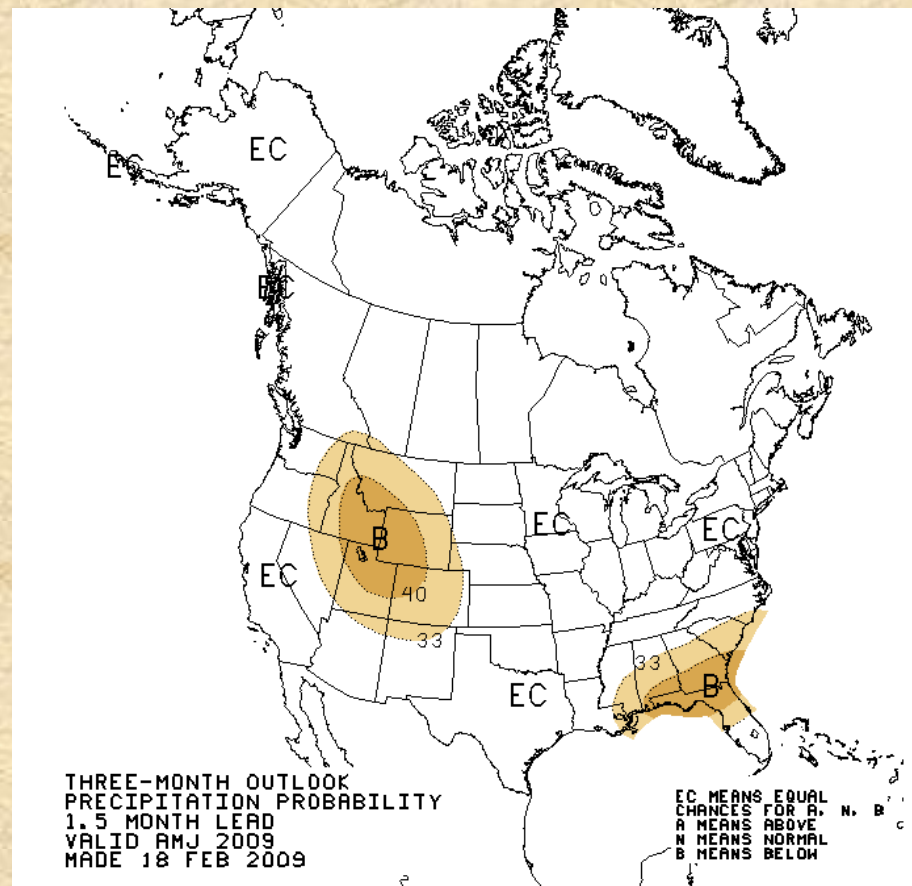 EC
EC
EC
B
EC
EC
EC
40
33
33
B
EC
THREE-MONTH OUTLOOK
PRECIPITATION PROBABILITY
1.5 MONTH LEAD
VALID AMJ 2009
MADE 18 FEB 2009
EC MEANS EQUAL
CHANCES FOR A, N, B
A MEANS ABOVE
N MEANS NORMAL
B MEANS BELOW